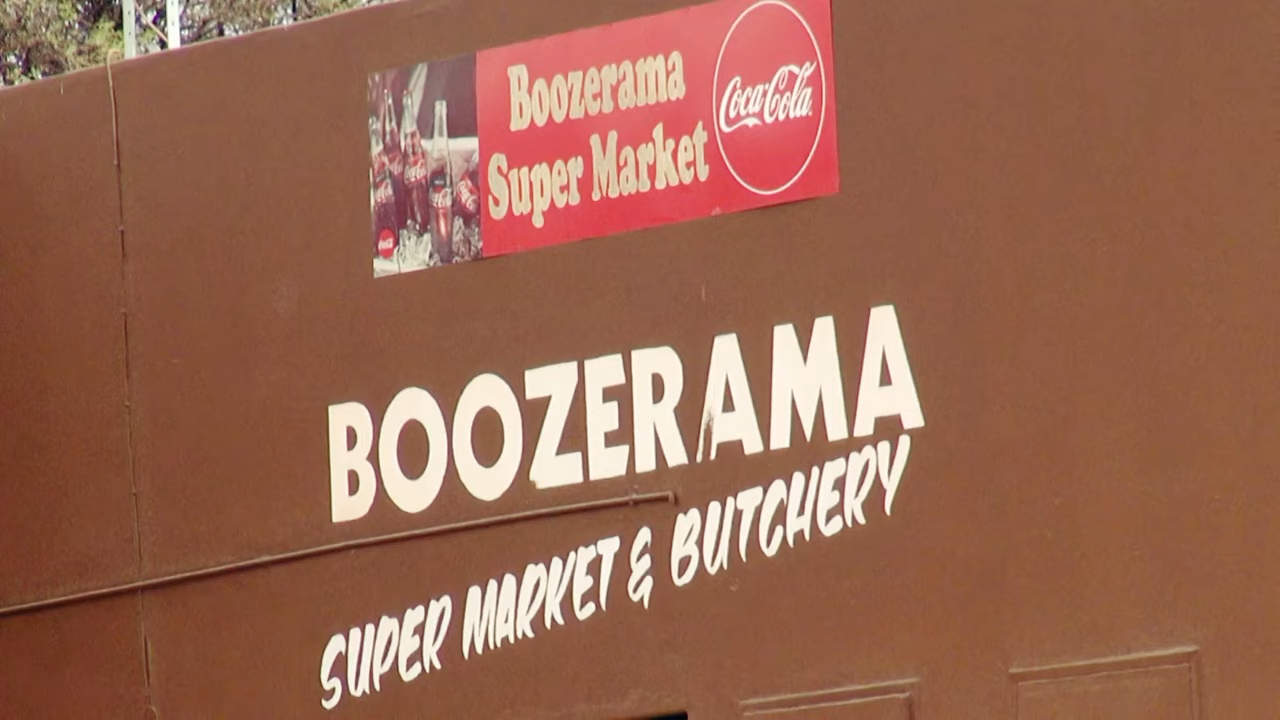 Boozerama
Super Market
Coca-Cola
BOOZERAMA
SUPER MARKET & BUTCHERY